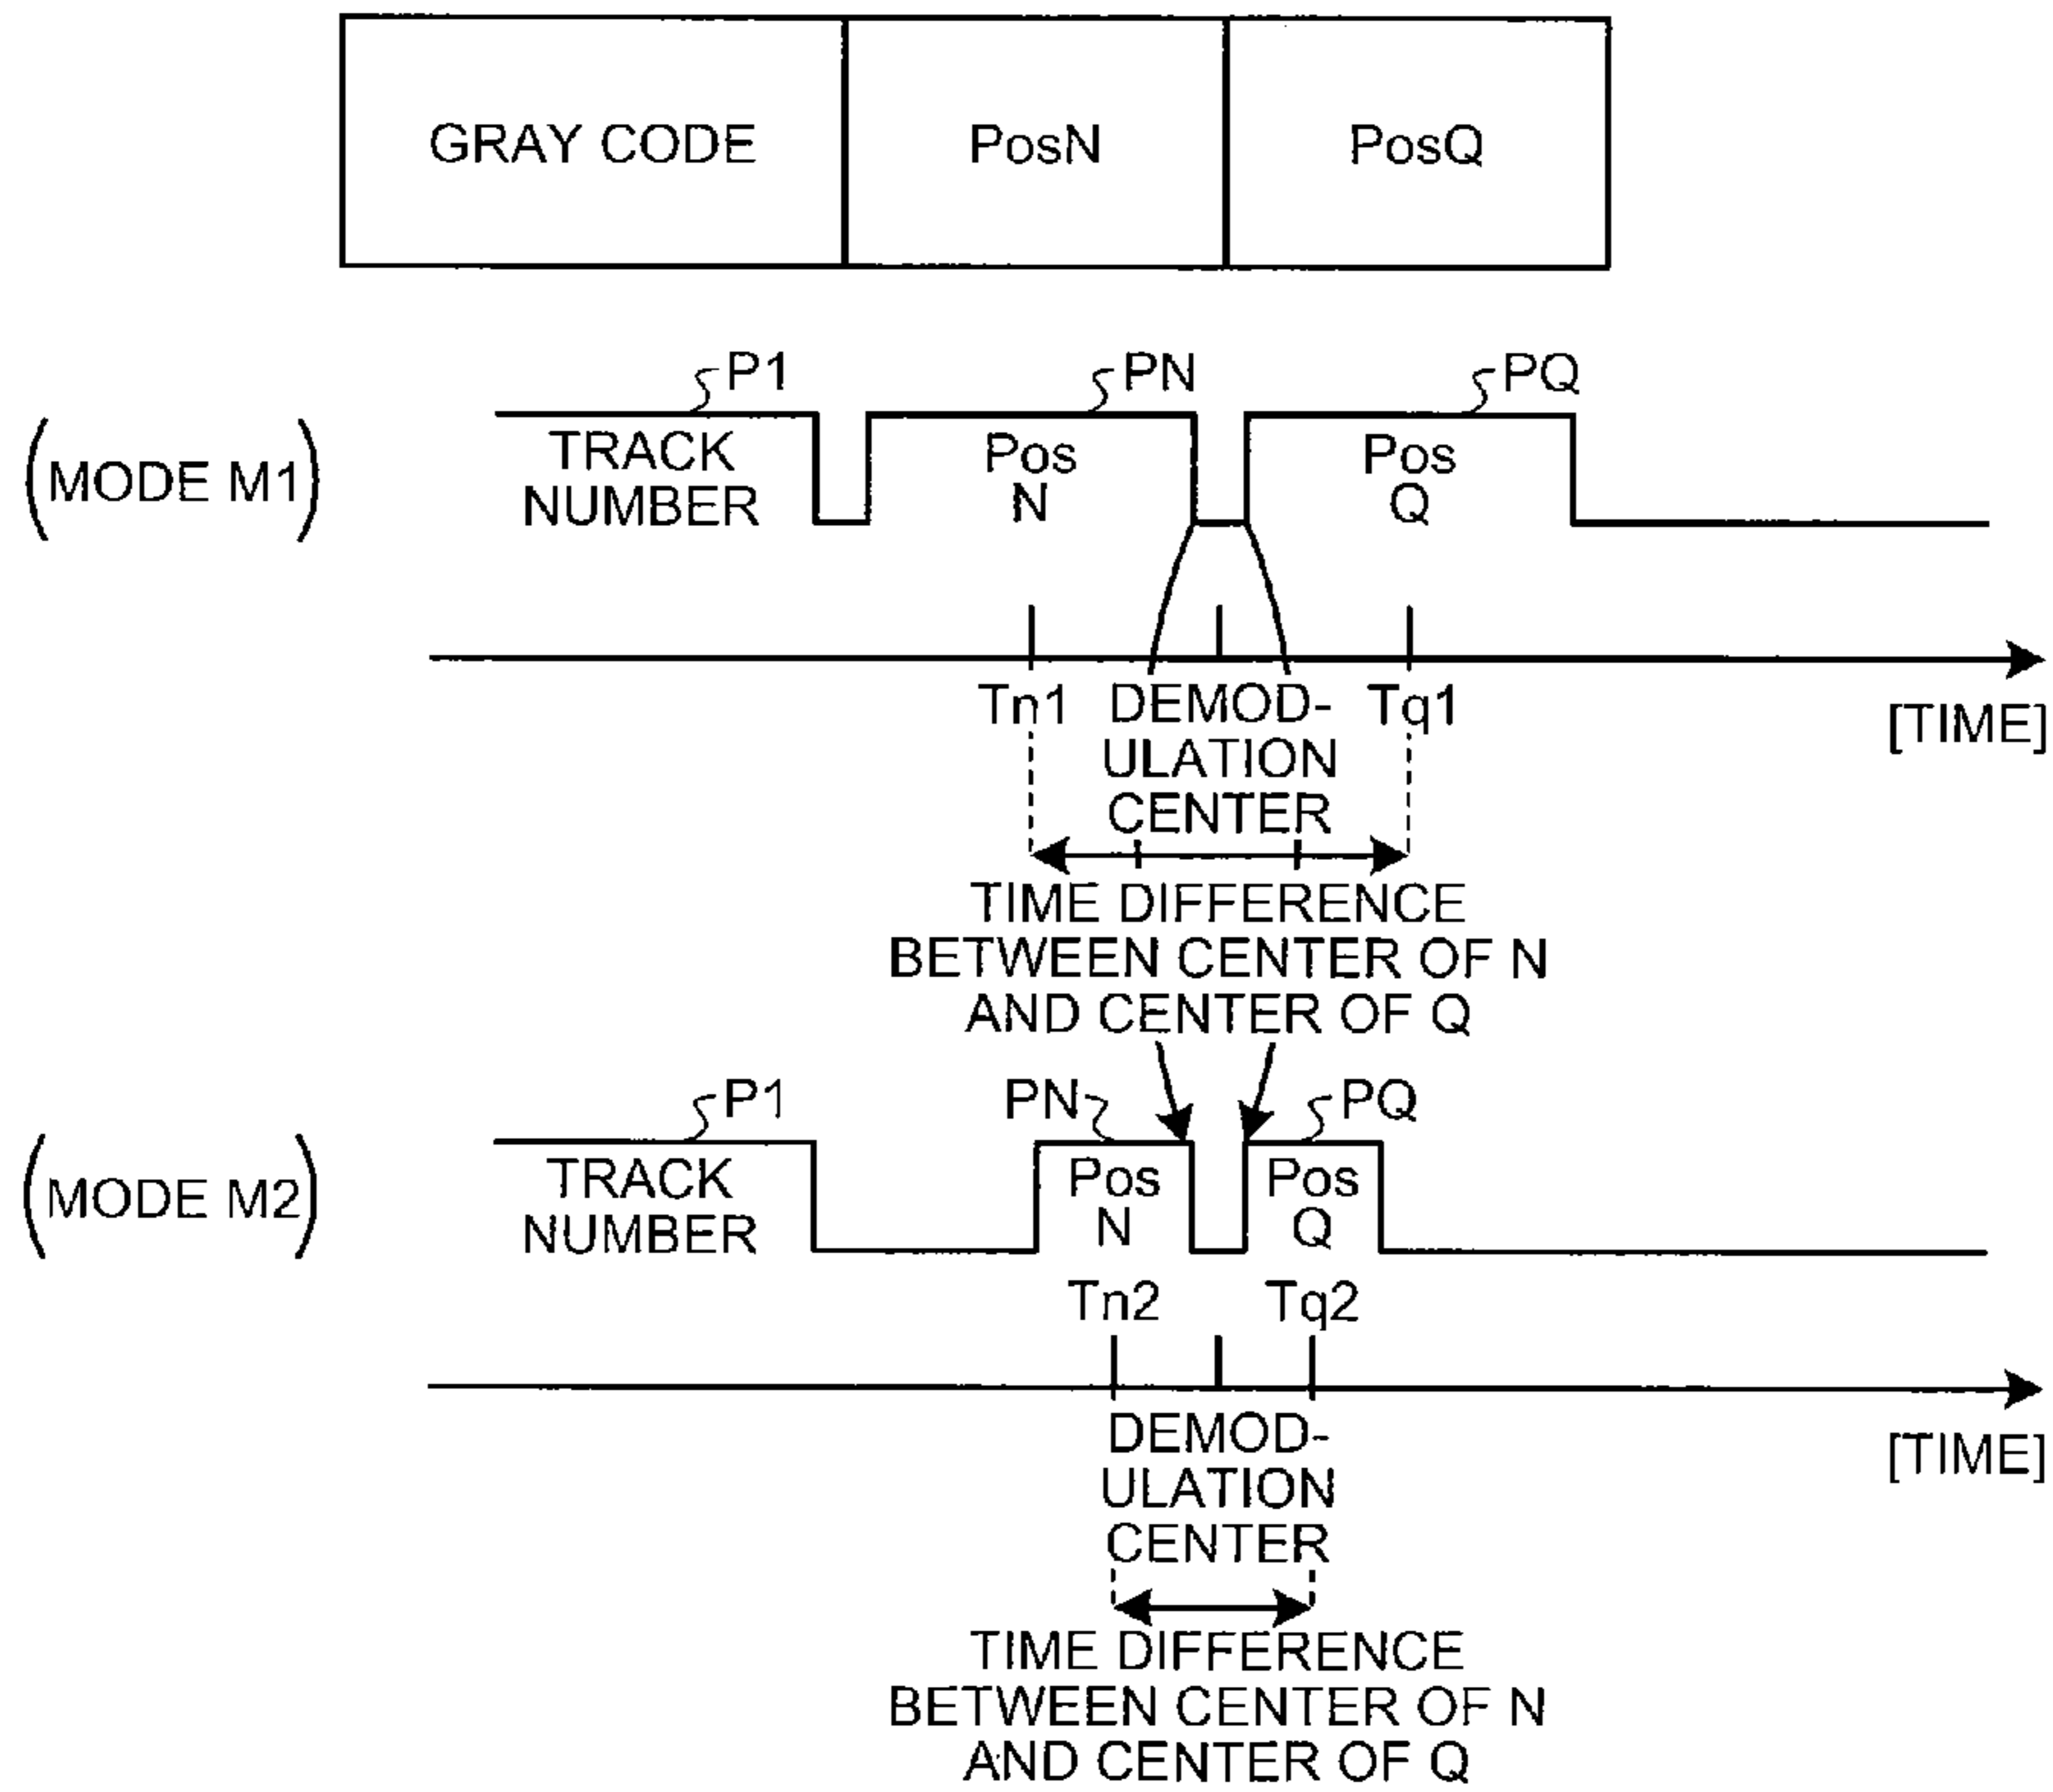 GRAY CODE PosN PosQ
P1 PN PQ
(MODE M1)
TRACK
NUMBER
Pos
N
Pos
Q
Tn1
DEMOD-
ULATION
CENTER
Tq1
[TIME]
TIME DIFFERENCE
BETWEEN CENTER OF N
AND CENTER OF Q
P1 PN PQ
(MODE M2)
TRACK
NUMBER
Pos
N
Pos
Q
Tn2 Tq2
DEMOD-
ULATION
CENTER
[TIME]
TIME DIFFERENCE
BETWEEN CENTER OF N
AND CENTER OF Q